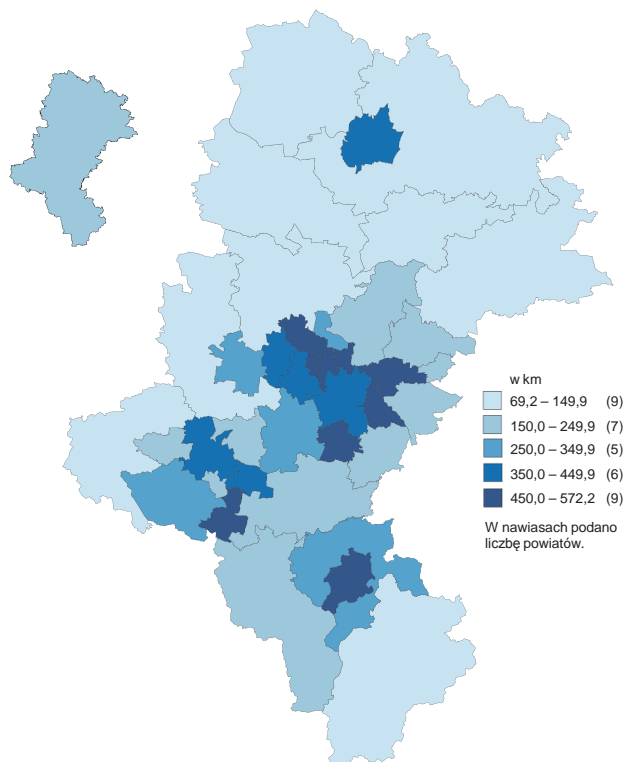 w km
69,2 – 149,9 (9)
150,0 – 249,9 (7)
250,0 – 349,9 (5)
350,0 – 449,9 (6)
450,0 – 572,2 (9)
W nawiasach podano
liczbę powiatów.